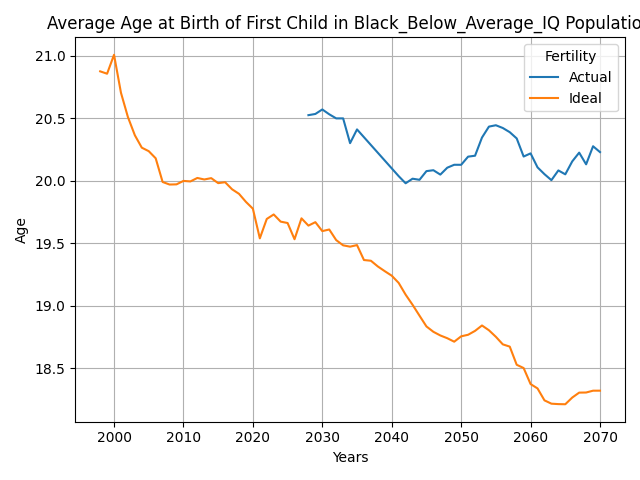 Average Age at Birth of First Child in Black_Below_Average_IQ Populatio
Fertility
Actual
Ideal
21.0
20.5
20.0
19.5
19.0
18.5
Age
2000 2010 2020 2030 2040 2050 2060 2070
Years